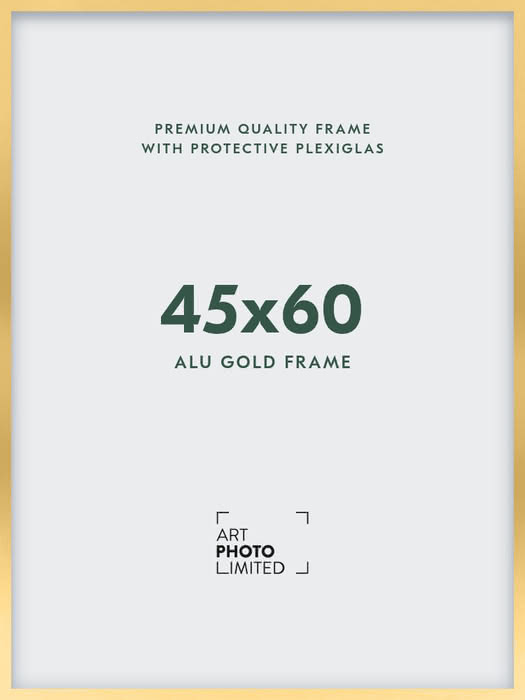 PREMIUM QUALITY FRAME
WITH PROTECTIVE PLEXIGLAS
45x60
ALU GOLD FRAME
ART
PHOTO
LIMITED